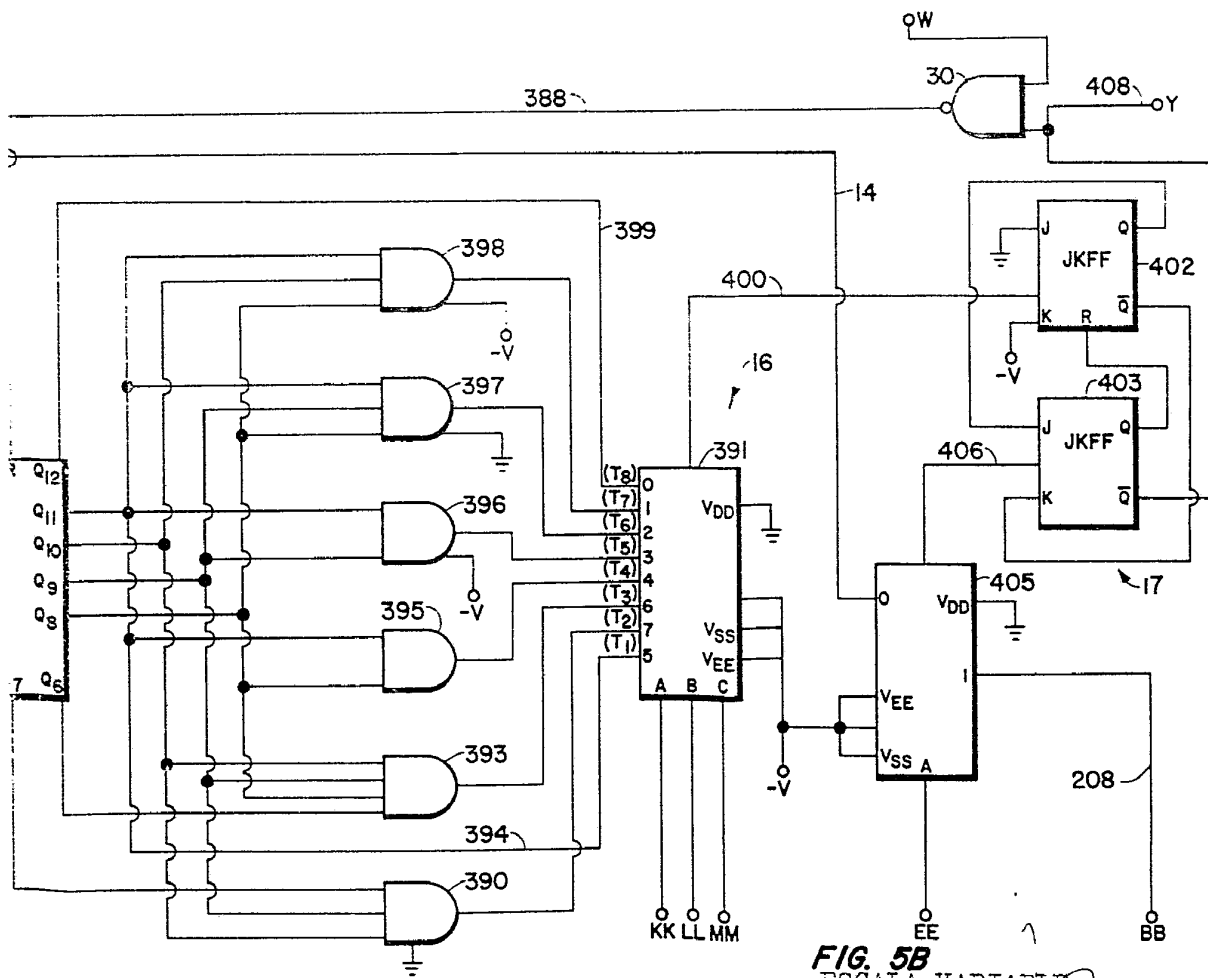 W
30
388
408
Y
14
399
398
-V
J
Q
JKFF
402
Q̅
K
R
-V
400
16
397
403
J
Q
JKFF
406
K
Q̅
17
391
Q12
Q11
Q10
Q9
Q8
7
Q6
396
-V
395
393
394
390
(T8)
0
(T7)
1
(T6)
2
(T5)
3
(T4)
4
(T3)
6
(T2)
7
(T1)
5
VDD
VSS
VEE
A
B
C
-V
KK
LL
MM
405
0
VDD
1
VEE
VSS
A
208
EE
BB
FIG. 5B
ESCALA VARIABLE